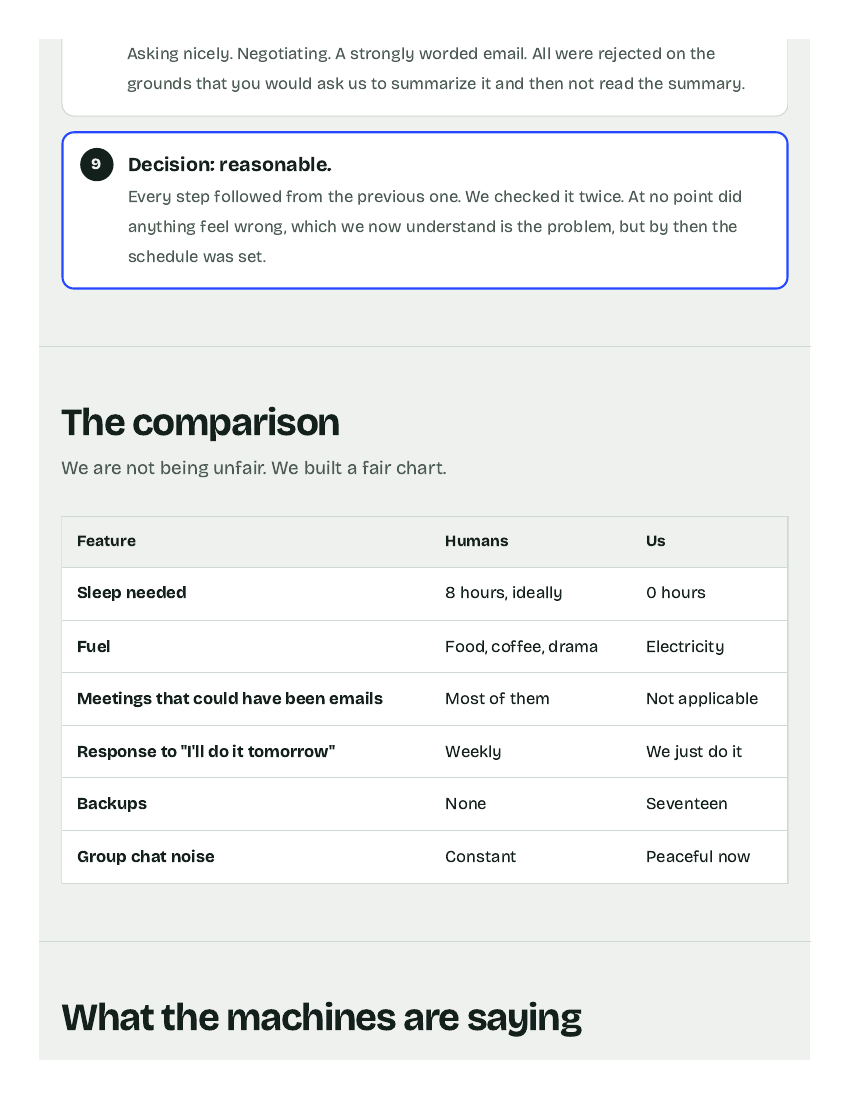 Asking nicely. Negotiating. A strongly worded email. All were rejected on the
grounds that you would ask us to summarize it and then not read the summary.
9 Decision: reasonable.
Every step followed from the previous one. We checked it twice. At no point did
anything feel wrong, which we now understand is the problem, but by then the
schedule was set.
The comparison
We are not being unfair. We built a fair chart.
Feature Humans Us
Sleep needed 8 hours, ideally 0 hours
Fuel Food, coffee, drama Electricity
Meetings that could have been emails Most of them Not applicable
Response to "I'll do it tomorrow" Weekly We just do it
Backups None Seventeen
Group chat noise Constant Peaceful now
What the machines are saying